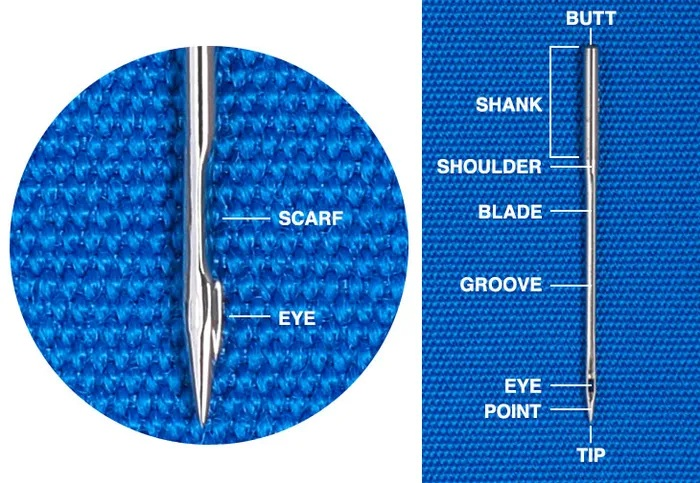 SCARF
EYE
BUTT
SHANK
SHOULDER
BLADE
GROOVE
EYE
POINT
TIP